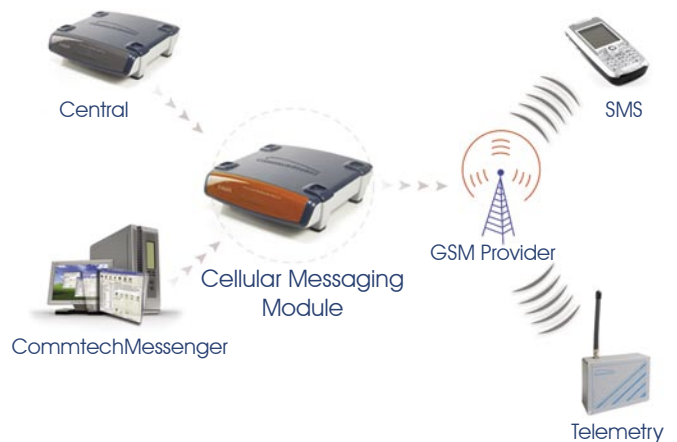 Central
SMS
GSM Provider
Cellular Messaging
Module
CommtechMessenger
Telemetry